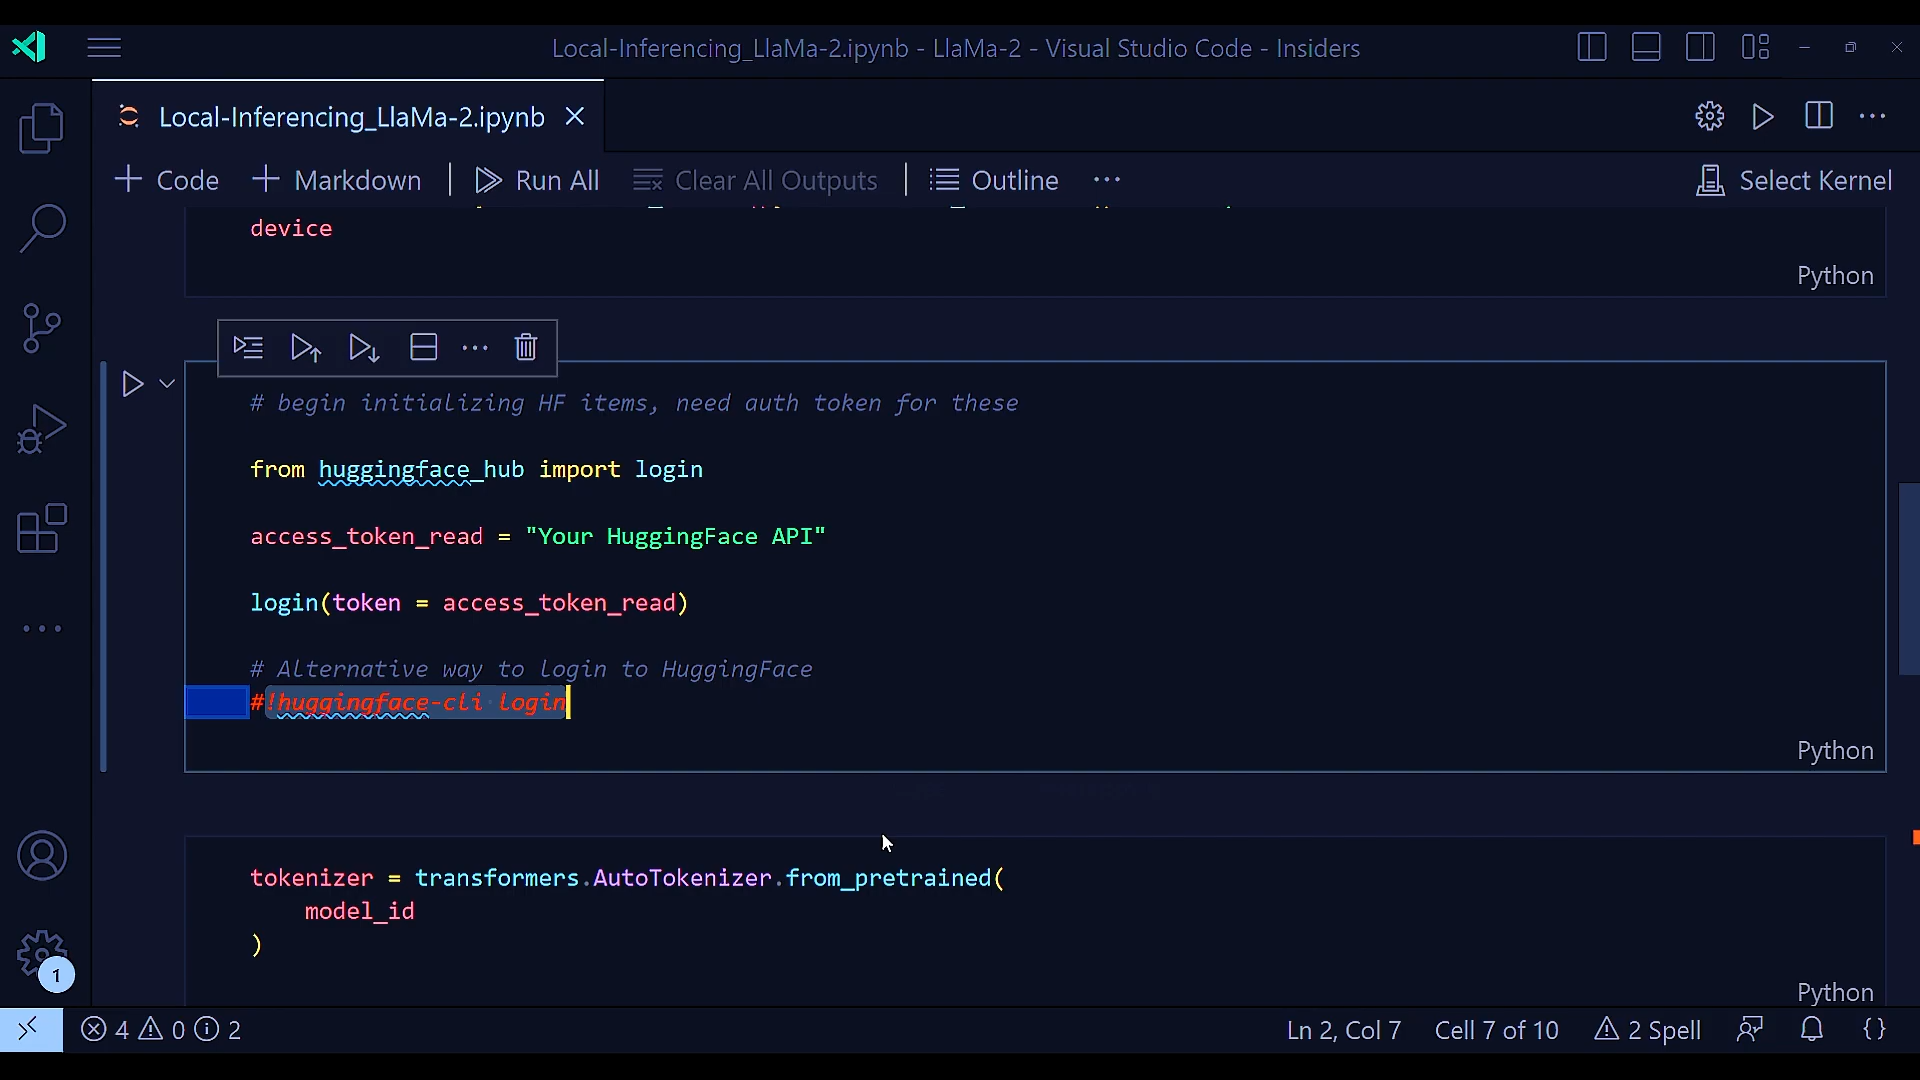 Local-Inferencing_LlaMa-2.ipynb - LlaMa-2 - Visual Studio Code - Insiders
Local-Inferencing_LlaMa-2.ipynb
Code Markdown Run All Clear All Outputs Outline ... Select Kernel
device
Python
# begin initializing HF items, need auth token for these
from huggingface_hub import login
access_token_read = "Your HuggingFace API"
login(token = access_token_read)
# Alternative way to login to HuggingFace
#!huggingface-cli login
Python
tokenizer = transformers.AutoTokenizer.from_pretrained(
model_id
)
Python
1
4 0 2 Ln 2, Col 7 Cell 7 of 10 2 Spell {}